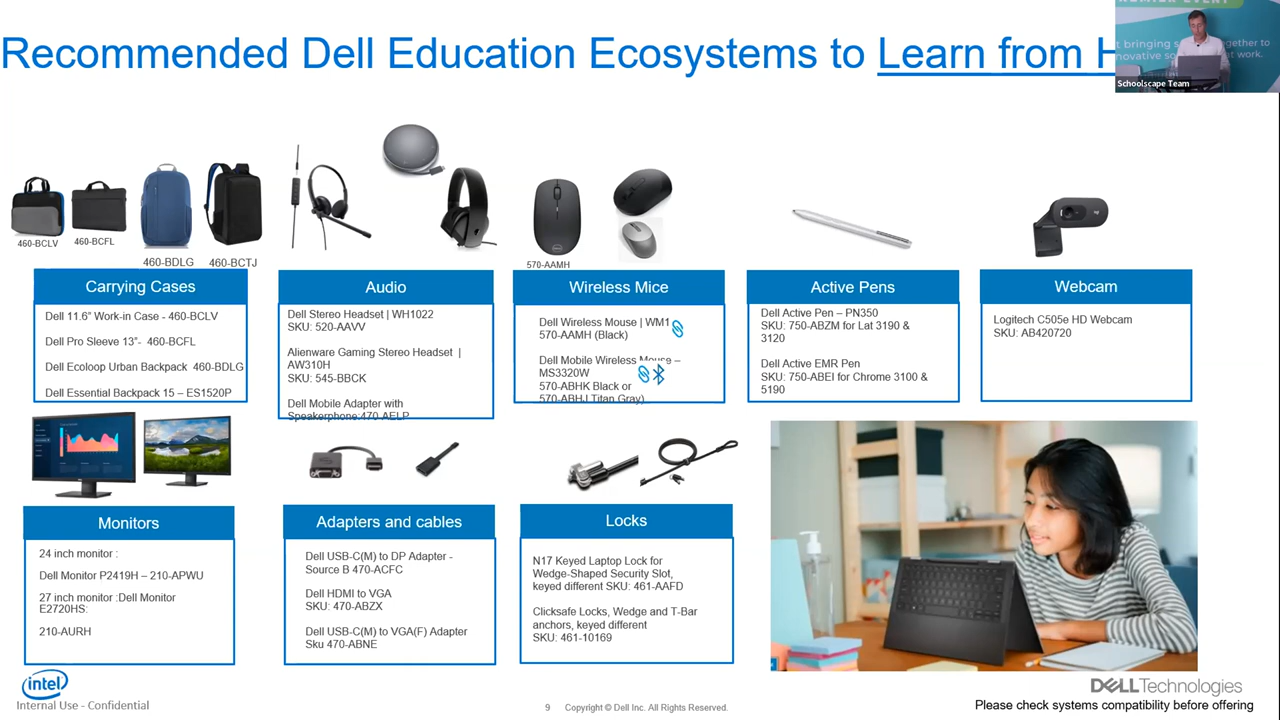 Recommended Dell Education Ecosystems to Learn from H
Schoolscape Team
460-BCLV
460-BCFL
460-BDLG
460-BCTJ
570-AAMH
Carrying Cases
Dell 11.6” Work-in Case - 460-BCLV
Dell Pro Sleeve 13”- 460-BCFL
Dell Ecoloop Urban Backpack 460-BDLG
Dell Essential Backpack 15 – ES1520P
Audio
Dell Stereo Headset | WH1022
SKU: 520-AAVV
Alienware Gaming Stereo Headset |
AW310H
SKU: 545-BBCK
Dell Mobile Adapter with
Speakerphone:470-AELP
Wireless Mice
Dell Wireless Mouse | WM1
570-AAMH (Black)
Dell Mobile Wireless Mouse –
MS3320W
570-ABHK Black or
570-ABHJ Titan Gray)
Active Pens
Dell Active Pen – PN350
SKU: 750-ABZM for Lat 3190 &
3120
Dell Active EMR Pen
SKU: 750-ABEI for Chrome 3100 &
5190
Webcam
Logitech C505e HD Webcam
SKU: AB420720
Monitors
24 inch monitor :
Dell Monitor P2419H – 210-APWU
27 inch monitor :Dell Monitor
E2720HS:
210-AURH
Adapters and cables
Dell USB-C(M) to DP Adapter -
Source B 470-ACFC
Dell HDMI to VGA
SKU: 470-ABZX
Dell USB-C(M) to VGA(F) Adapter
Sku 470-ABNE
Locks
N17 Keyed Laptop Lock for
Wedge-Shaped Security Slot,
keyed different SKU: 461-AAFD
Clicksafe Locks, Wedge and T-Bar
anchors, keyed different
SKU: 461-10169
intel
Internal Use - Confidential
9 Copyright © Dell Inc. All Rights Reserved.
DELL Technologies
Please check systems compatibility before offering